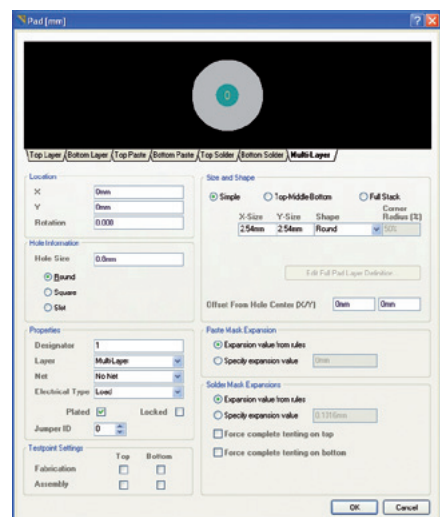 Pad [mm]
0
Top Layer Bottom Layer Top Paste Bottom Paste Top Solder Bottom Solder Multi-Layer
Location
X 0mm
Y 0mm
Rotation 0.000
Hole Information
Hole Size 0.0mm
Round
Square
Slot
Properties
Designator 1
Layer Multi-Layer
Net No Net
Electrical Type Load
Plated Locked
Jumper ID 0
Testpoint Settings
Top Bottom
Fabrication
Assembly
Size and Shape
Simple Top-Middle-Bottom Full Stack
X-Size Y-Size Shape Corner Radius (%)
2.54mm 2.54mm Round 50%
Edit Full Pad Layer Definition
Offset From Hole Center (X/Y) 0mm 0mm
Paste Mask Expansion
Expansion value from rules
Specify expansion value 0mm
Solder Mask Expansions
Expansion value from rules
Specify expansion value 0.1016mm
Force complete tenting on top
Force complete tenting on bottom
OK Cancel